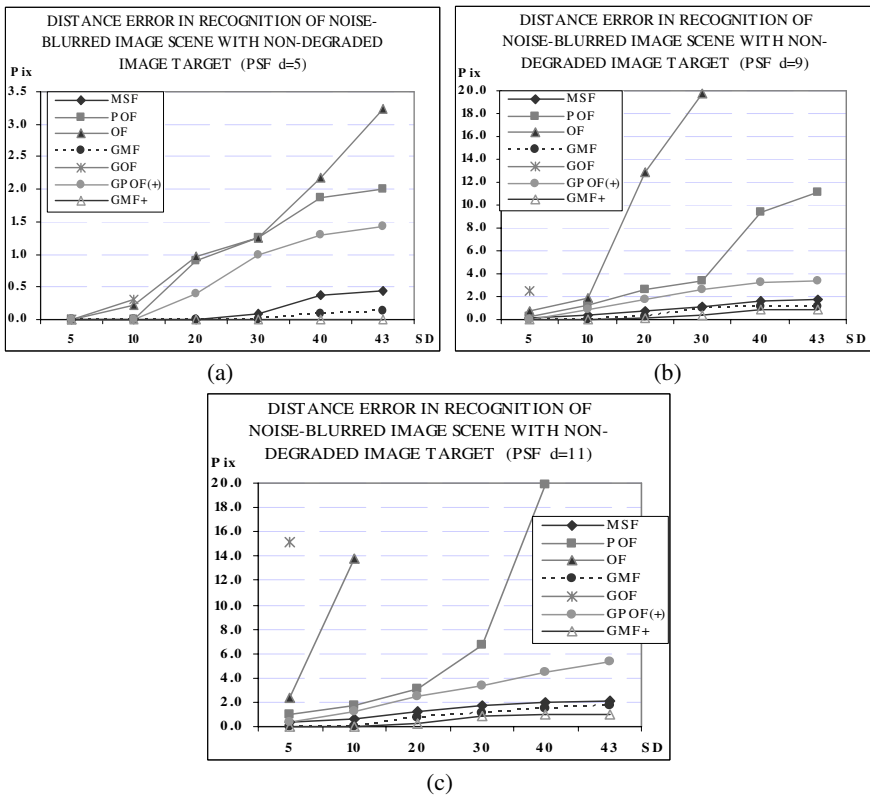 DISTANCE ERROR IN RECOGNITION OF NOISE-
BLURRED IMAGE SCENE WITH NON-DEGRADED
IMAGE TARGET (PSF d=5)
Pix
3.5
3.0
2.5
2.0
1.5
1.0
0.5
0.0
MSF
POF
OF
GMF
GOF
GPOF(+)
GMF+
5 10 20 30 40 43 SD
(a)
DISTANCE ERROR IN RECOGNITION OF
NOISE-BLURRED IMAGE SCENE WITH NON-
DEGRADED IMAGE TARGET (PSF d=9)
Pix
20.0
18.0
16.0
14.0
12.0
10.0
8.0
6.0
4.0
2.0
0.0
MSF
POF
OF
GMF
GOF
GPOF(+)
GMF+
5 10 20 30 40 43 SD
(b)
DISTANCE ERROR IN RECOGNITION OF
NOISE-BLURRED IMAGE SCENE WITH NON-
DEGRADED IMAGE TARGET (PSF d=11)
Pix
20.0
18.0
16.0
14.0
12.0
10.0
8.0
6.0
4.0
2.0
0.0
MSF
POF
OF
GMF
GOF
GPOF(+)
GMF+
5 10 20 30 40 43 SD
(c)